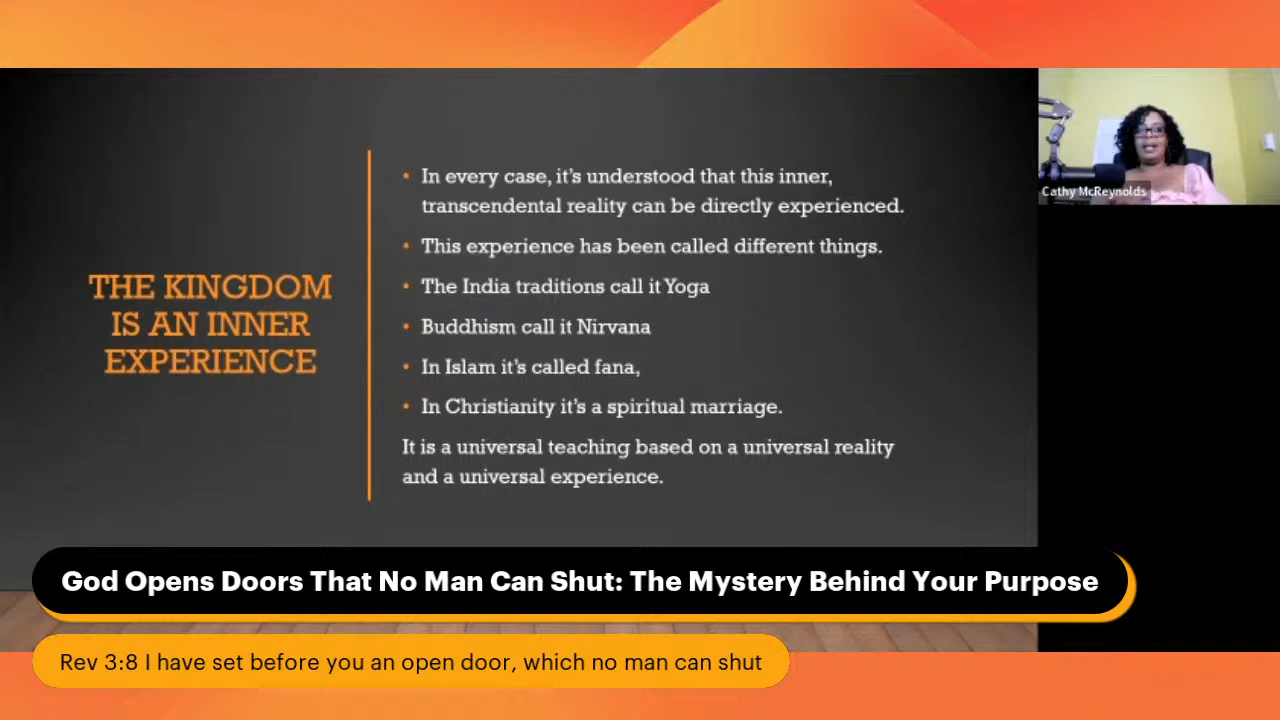 THE KINGDOM
IS AN INNER
EXPERIENCE
• In every case, it's understood that this inner,
transcendental reality can be directly experienced.
• This experience has been called different things.
• The India traditions call it Yoga
• Buddhism call it Nirvana
• In Islam it's called fana,
• In Christianity it's a spiritual marriage.
It is a universal teaching based on a universal reality
and a universal experience.
Cathy McReynolds
God Opens Doors That No Man Can Shut: The Mystery Behind Your Purpose
Rev 3:8 I have set before you an open door, which no man can shut